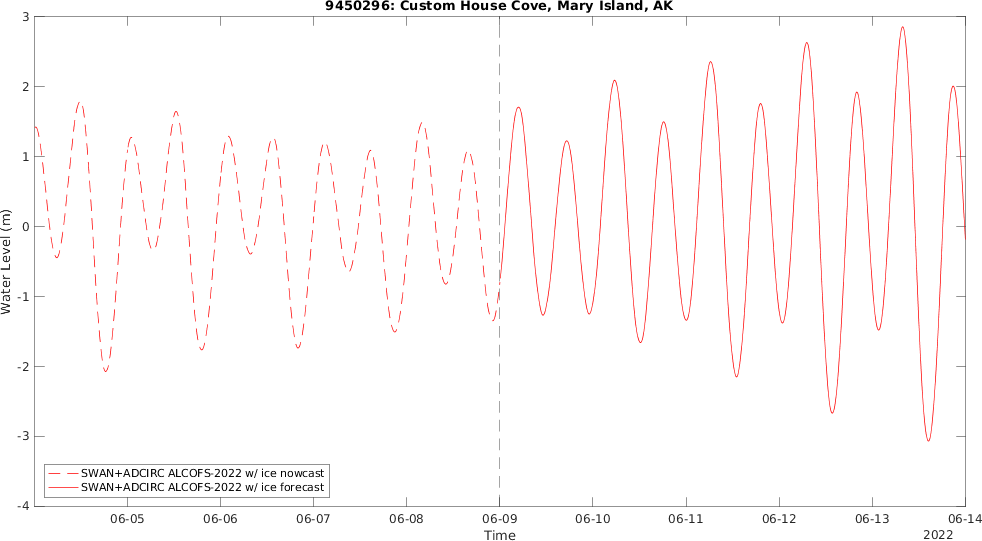 9450296: Custom House Cove, Mary Island, AK
3
2
1
0
-1
-2
-3
-4
Water Level (m)
SWAN+ADCIRC ALCOFS-2022 w/ ice nowcast
SWAN+ADCIRC ALCOFS-2022 w/ ice forecast
06-05 06-06 06-07 06-08 06-09 06-10 06-11 06-12 06-13 06-14
Time
2022